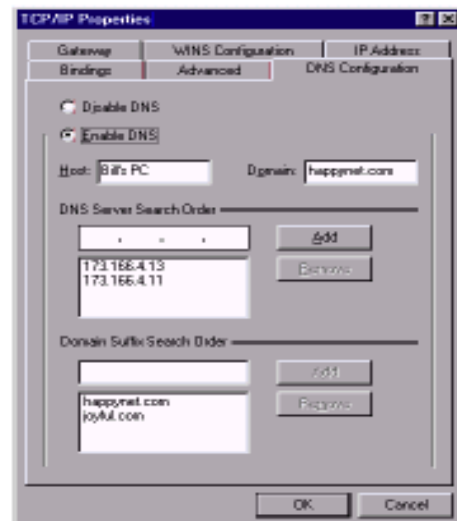 TCP/IP Properties
Gateway WINS Configuration IP Address
Bindings Advanced DNS Configuration
Disable DNS
Enable DNS
Host: Bill's PC Domain: happynet.com
DNS Server Search Order
. . . Add
173.166.4.13 Remove
173.166.4.11
Domain Suffix Search Order
Add
happynet.com Remove
joyful.com
OK Cancel